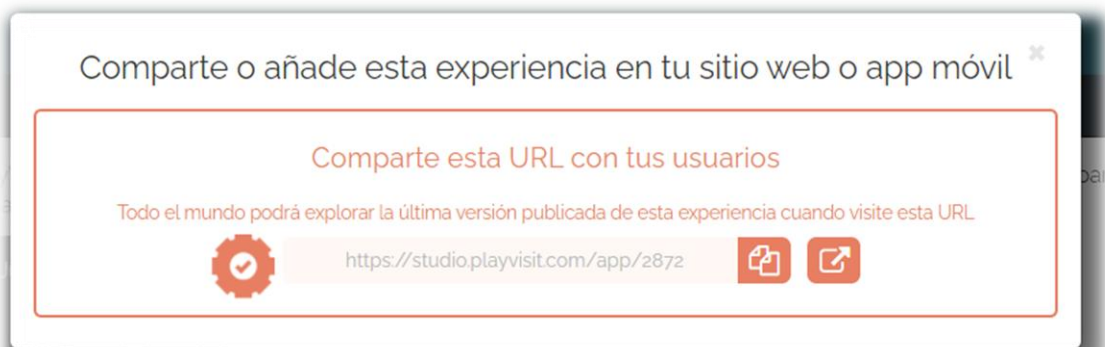 Comparte o añade esta experiencia en tu sitio web o app móvil
Comparte esta URL con tus usuarios
Todo el mundo podrá explorar la última versión publicada de esta experiencia cuando visite esta URL
https://studio.playvisit.com/app/2872